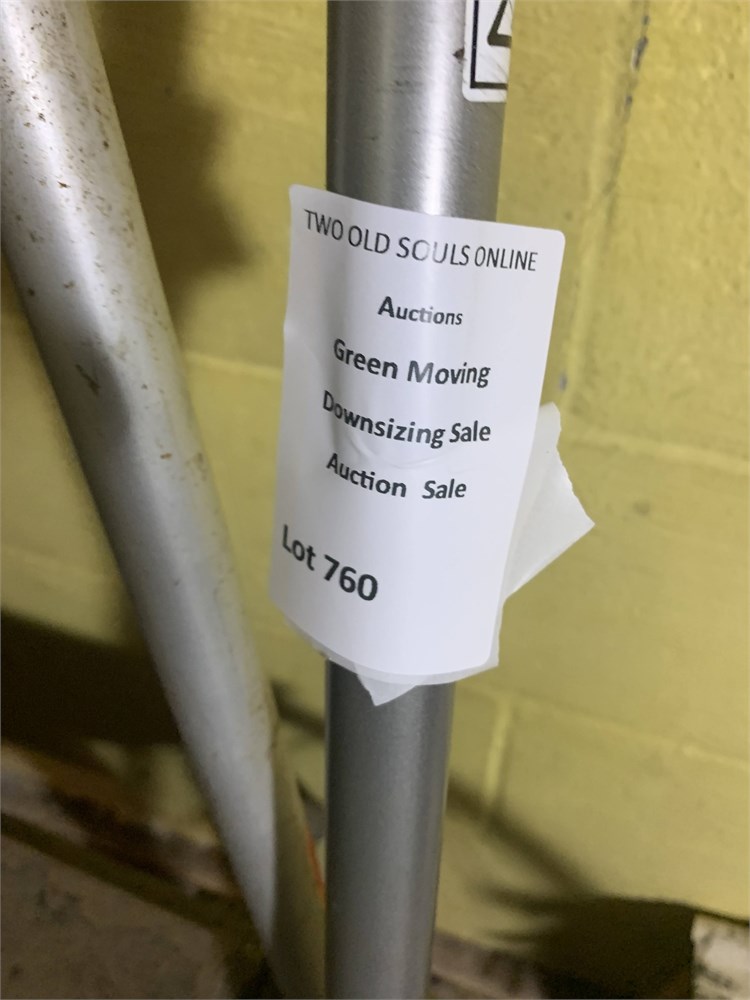 TWO OLD SOULS ONLINE
Auctions
Green Moving
Downsizing Sale
Auction Sale
Lot 760